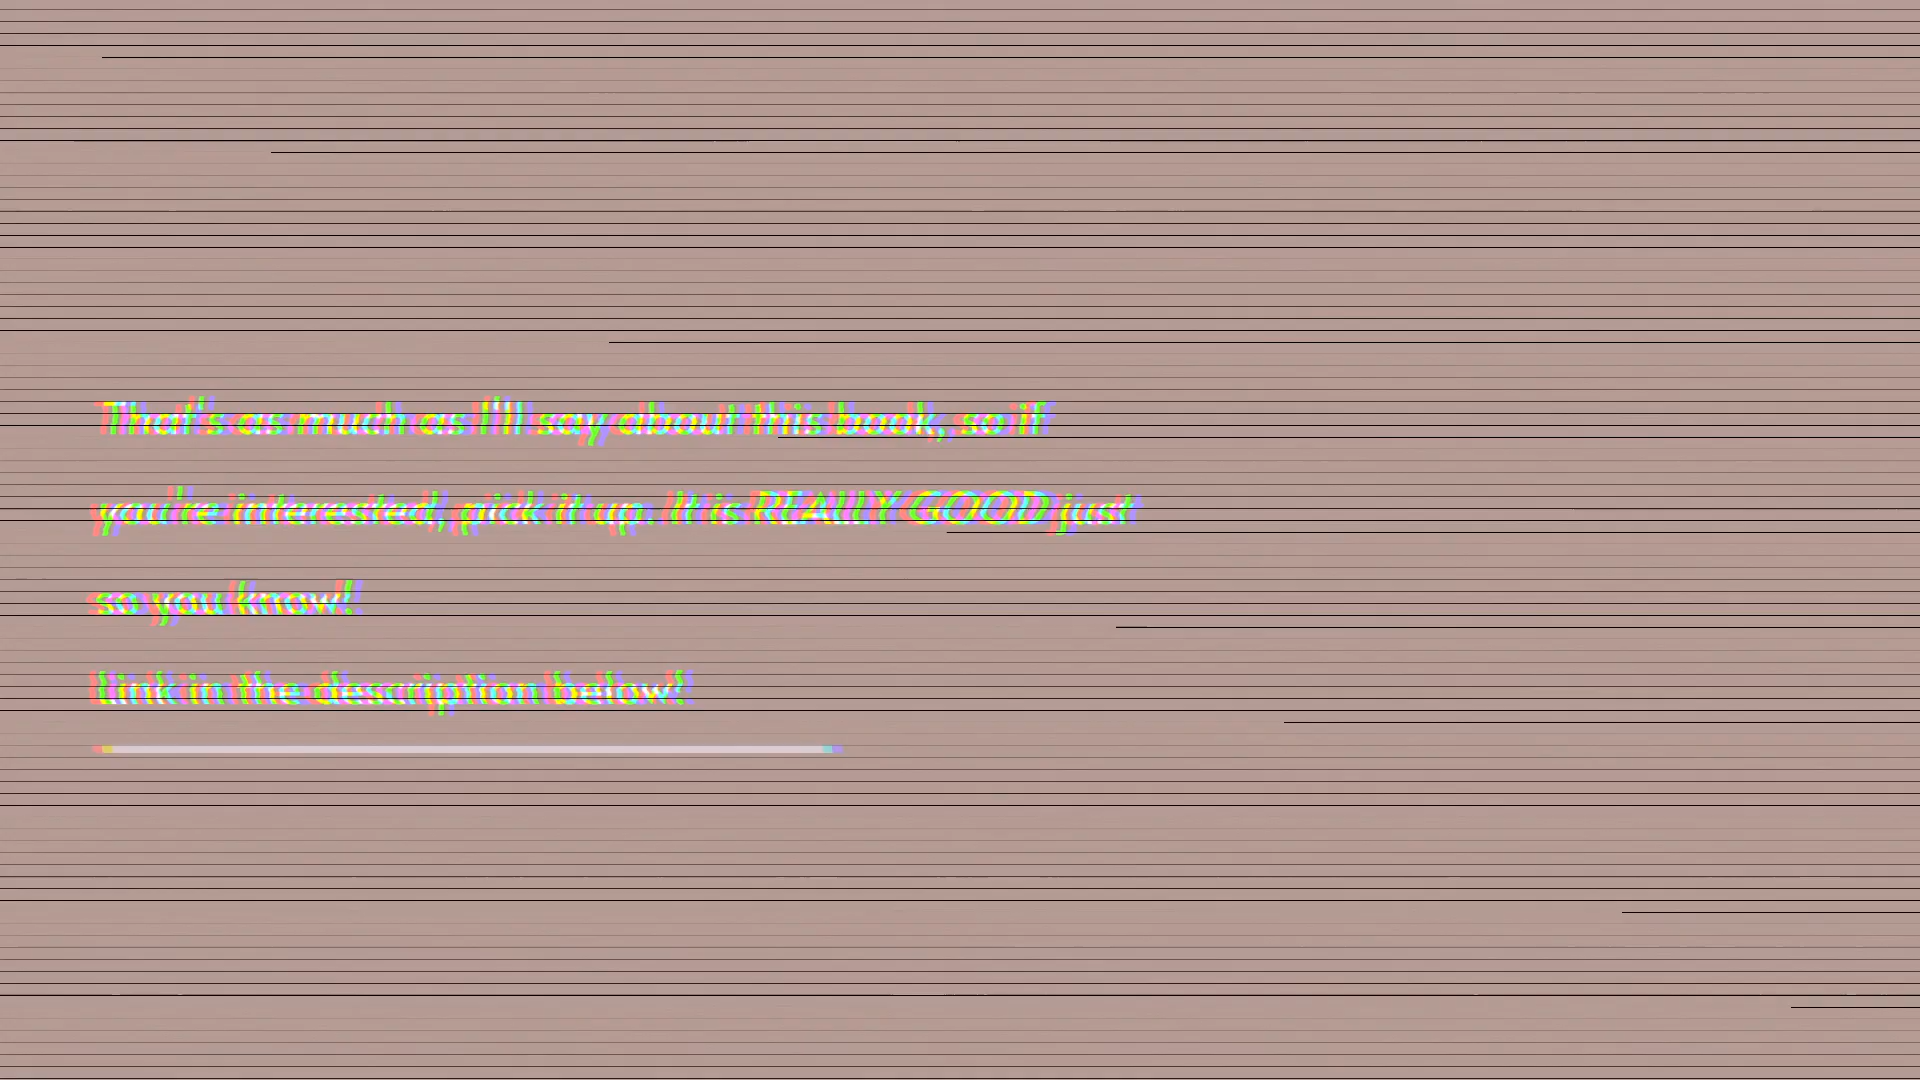 That's as much as I'll say about this book, so if
you're interested, pick it up. It is REALLY GOOD just
so you know!
Link in the description below!